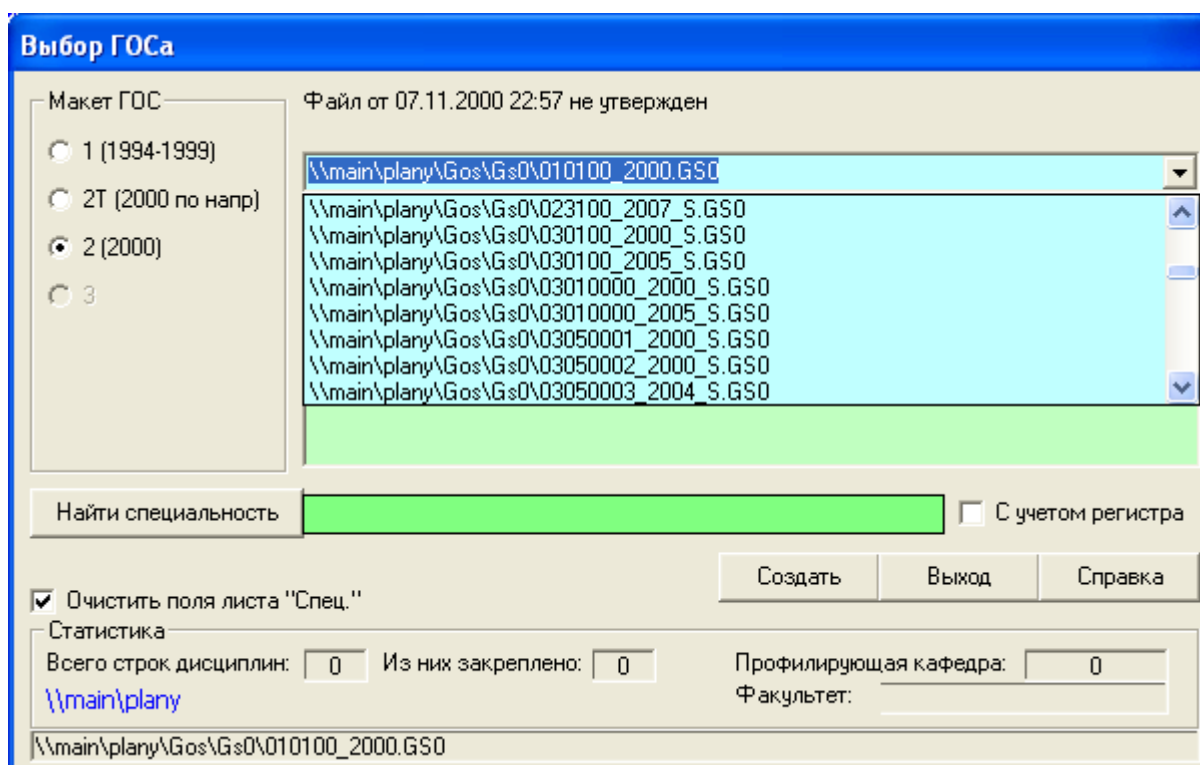 Выбор ГОСа
Макет ГОС
Файл от 07.11.2000 22:57 не утвержден
1 (1994-1999)
2Т (2000 по напр)
2 (2000)
3
\\main\plany\Gos\Gs0\010100_2000.GS0
\\main\plany\Gos\Gs0\023100_2007_S.GS0
\\main\plany\Gos\Gs0\030100_2000_S.GS0
\\main\plany\Gos\Gs0\030100_2005_S.GS0
\\main\plany\Gos\Gs0\03010000_2000_S.GS0
\\main\plany\Gos\Gs0\03010000_2005_S.GS0
\\main\plany\Gos\Gs0\03050001_2000_S.GS0
\\main\plany\Gos\Gs0\03050002_2000_S.GS0
\\main\plany\Gos\Gs0\03050003_2004_S.GS0
Найти специальность
С учетом регистра
Создать Выход Справка
Очистить поля листа "Спец."
Статистика
Всего строк дисциплин: 0 Из них закреплено: 0 Профилирующая кафедра: 0
\\main\plany Факультет:
\\main\plany\Gos\Gs0\010100_2000.GS0